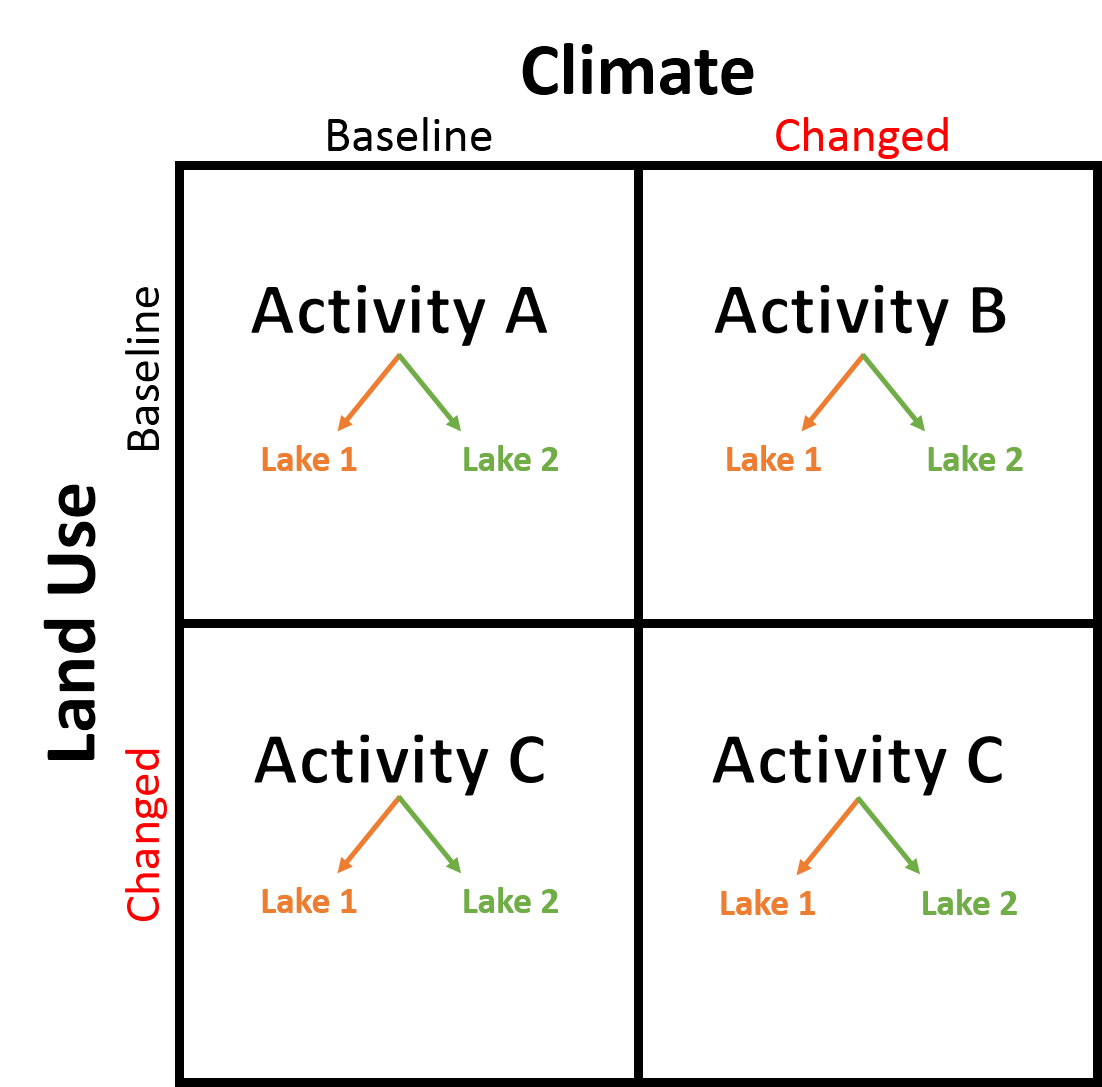 Climate
Baseline Changed
Land Use
Baseline
Activity A Activity B
Lake 1 Lake 2 Lake 1 Lake 2
Changed
Activity C Activity C
Lake 1 Lake 2 Lake 1 Lake 2